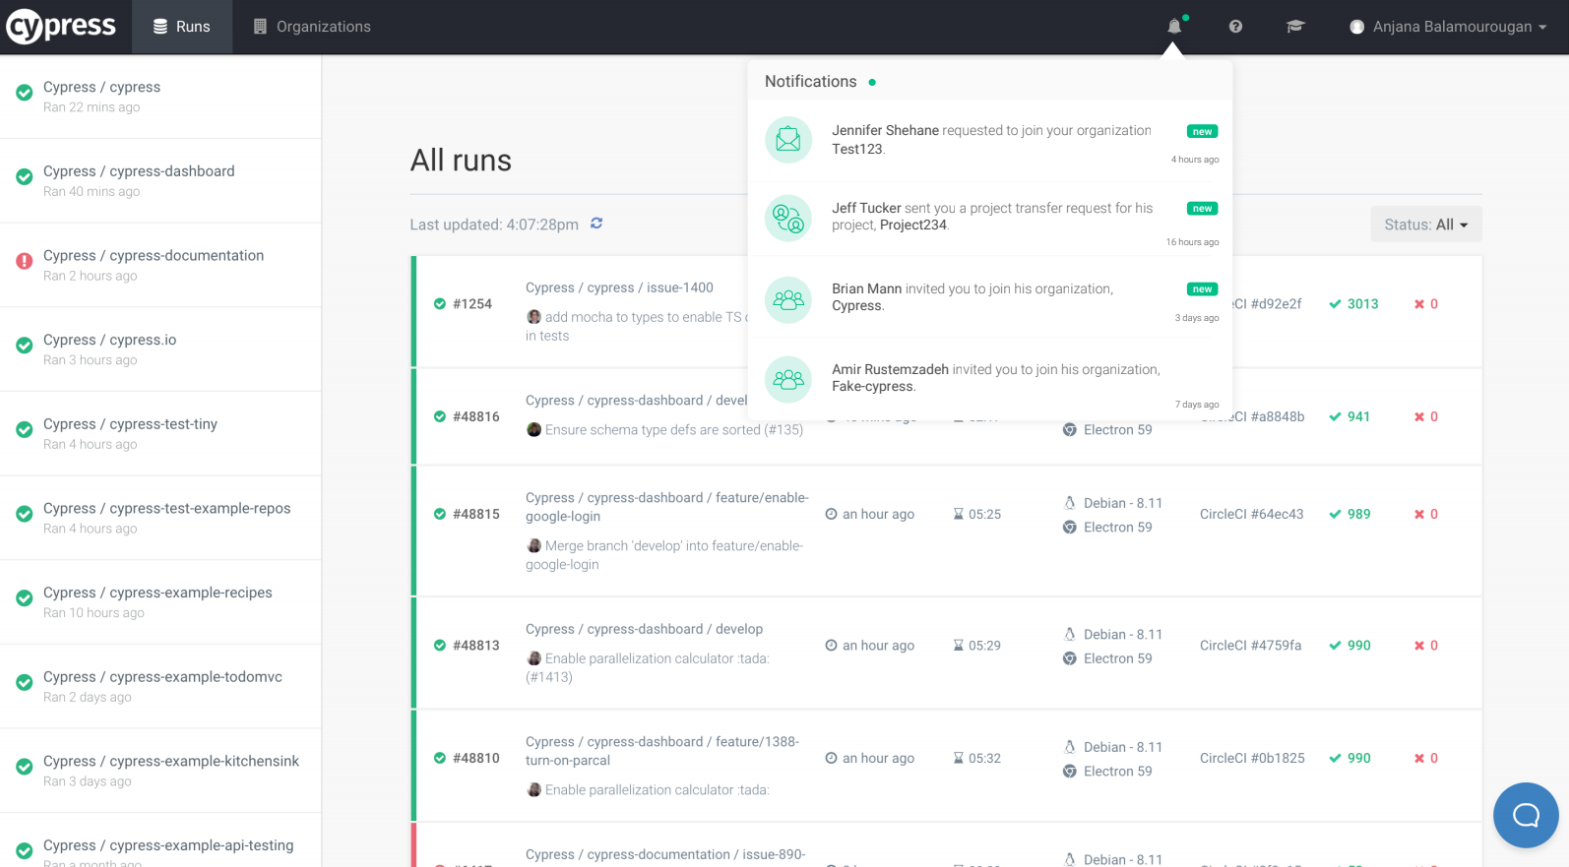 cypress
Runs
Organizations
Anjana Balamourougan
Cypress / cypress
Ran 22 mins ago
Cypress / cypress-dashboard
Ran 40 mins ago
Cypress / cypress-documentation
Ran 2 hours ago
Cypress / cypress.io
Ran 3 hours ago
Cypress / cypress-test-tiny
Ran 4 hours ago
Cypress / cypress-test-example-repos
Ran 4 hours ago
Cypress / cypress-example-recipes
Ran 10 hours ago
Cypress / cypress-example-todomvc
Ran 2 days ago
Cypress / cypress-example-kitchensink
Ran 3 days ago
Cypress / cypress-example-api-testing
Ran a month ago
Notifications
Jennifer Shehane requested to join your organization
Test123.
new
4 hours ago
Jeff Tucker sent you a project transfer request for his
project, Project234.
new
16 hours ago
Brian Mann invited you to join his organization,
Cypress.
new
3 days ago
Amir Rustemzadeh invited you to join his organization,
Fake-cypress.
7 days ago
All runs
Last updated: 4:07:28pm
Status: All
#1254
Cypress / cypress / issue-1400
add mocha to types to enable TS
in tests
#d92e2f
3013
0
#48816
Cypress / cypress-dashboard /
Ensure schema type defs are sorted (#135)
Electron 59
#a8848b
941
0
#48815
Cypress / cypress-dashboard / feature/enable-
google-login
Merge branch 'develop' into feature/enable-
google-login
an hour ago
05:25
Debian - 8.11
Electron 59
CircleCI #64ec43
989
0
#48813
Cypress / cypress-dashboard / develop
Enable parallelization calculator :tada:
(#1413)
an hour ago
05:29
Debian - 8.11
Electron 59
CircleCI #4759fa
990
0
#48810
Cypress / cypress-dashboard / feature/1388-
turn-on-parcal
Enable parallelization calculator :tada:
an hour ago
05:32
Debian - 8.11
Electron 59
CircleCI #0b1825
990
0
Cypress / cypress-documentation / issue-890-
Debian - 8.11